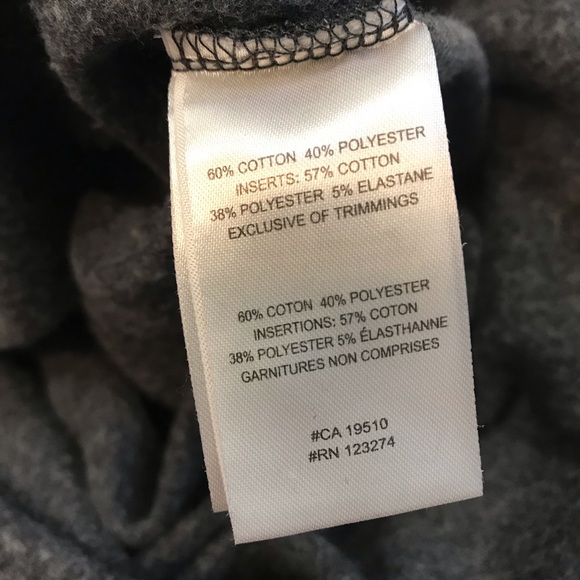 60% COTTON 40% POLYESTER
INSERTS: 57% COTTON
38% POLYESTER 5% ELASTANE
EXCLUSIVE OF TRIMMINGS
60% COTON 40% POLYESTER
INSERTIONS: 57% COTON
38% POLYESTER 5% ÉLASTHANNE
GARNITURES NON COMPRISES
#CA 19510
#RN 123274